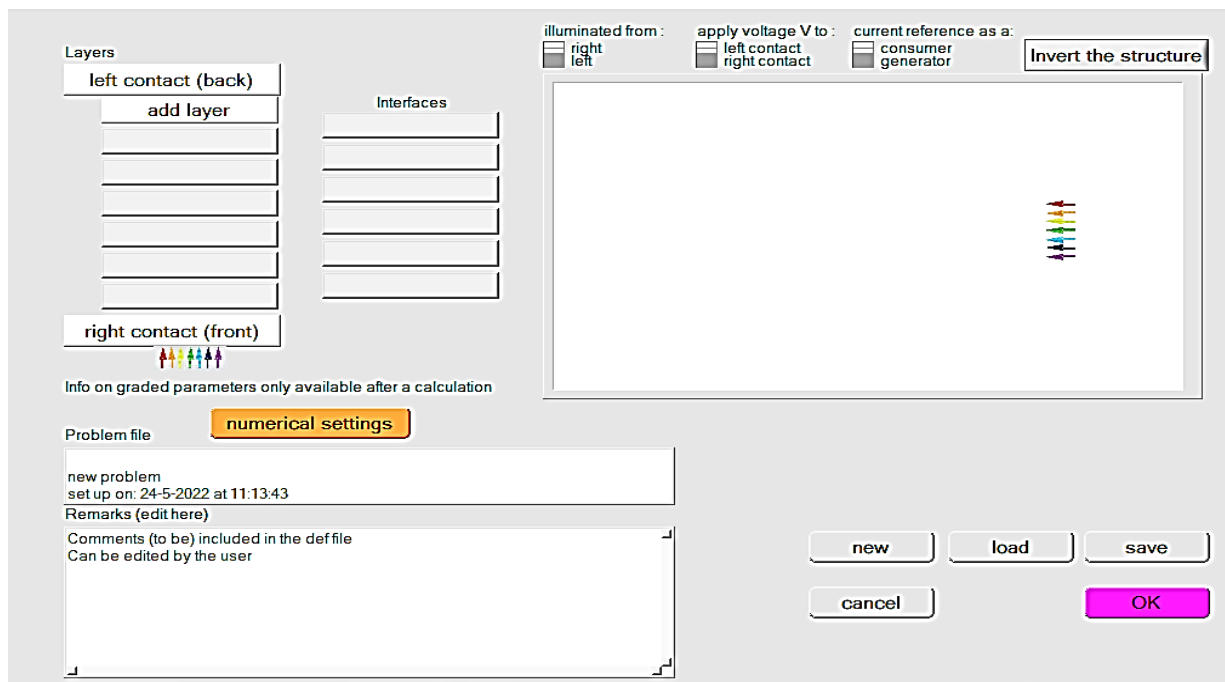 illuminated from :
right
left
apply voltage V to :
left contact
right contact
current reference as a:
consumer
generator
Invert the structure
Layers
left contact (back)
add layer
Interfaces
right contact (front)
Info on graded parameters only available after a calculation
numerical settings
Problem file
new problem
set up on: 24-5-2022 at 11:13:43
Remarks (edit here)
Comments (to be) included in the def file
Can be edited by the user
new
load
save
cancel
OK